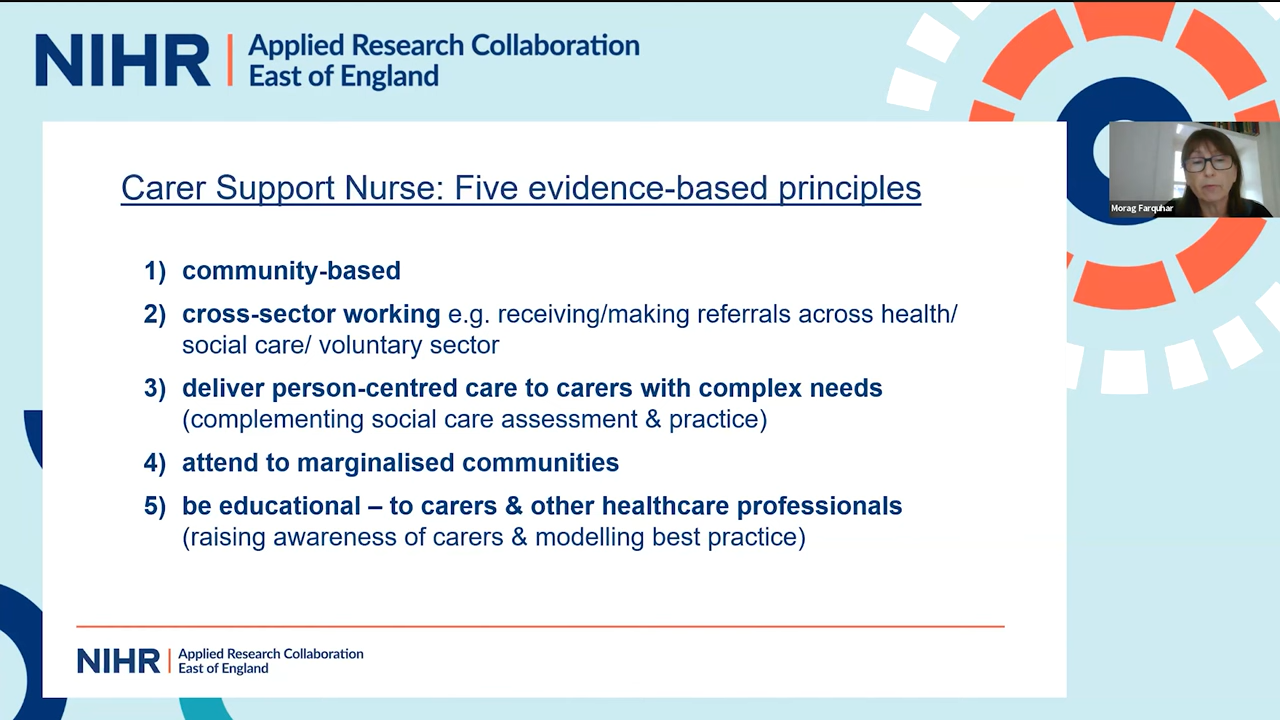 NIHR | Applied Research Collaboration
East of England
Morag Farquhar
Carer Support Nurse: Five evidence-based principles
1) community-based
2) cross-sector working e.g. receiving/making referrals across health/
social care/ voluntary sector
3) deliver person-centred care to carers with complex needs
(complementing social care assessment & practice)
4) attend to marginalised communities
5) be educational – to carers & other healthcare professionals
(raising awareness of carers & modelling best practice)
NIHR | Applied Research Collaboration
East of England